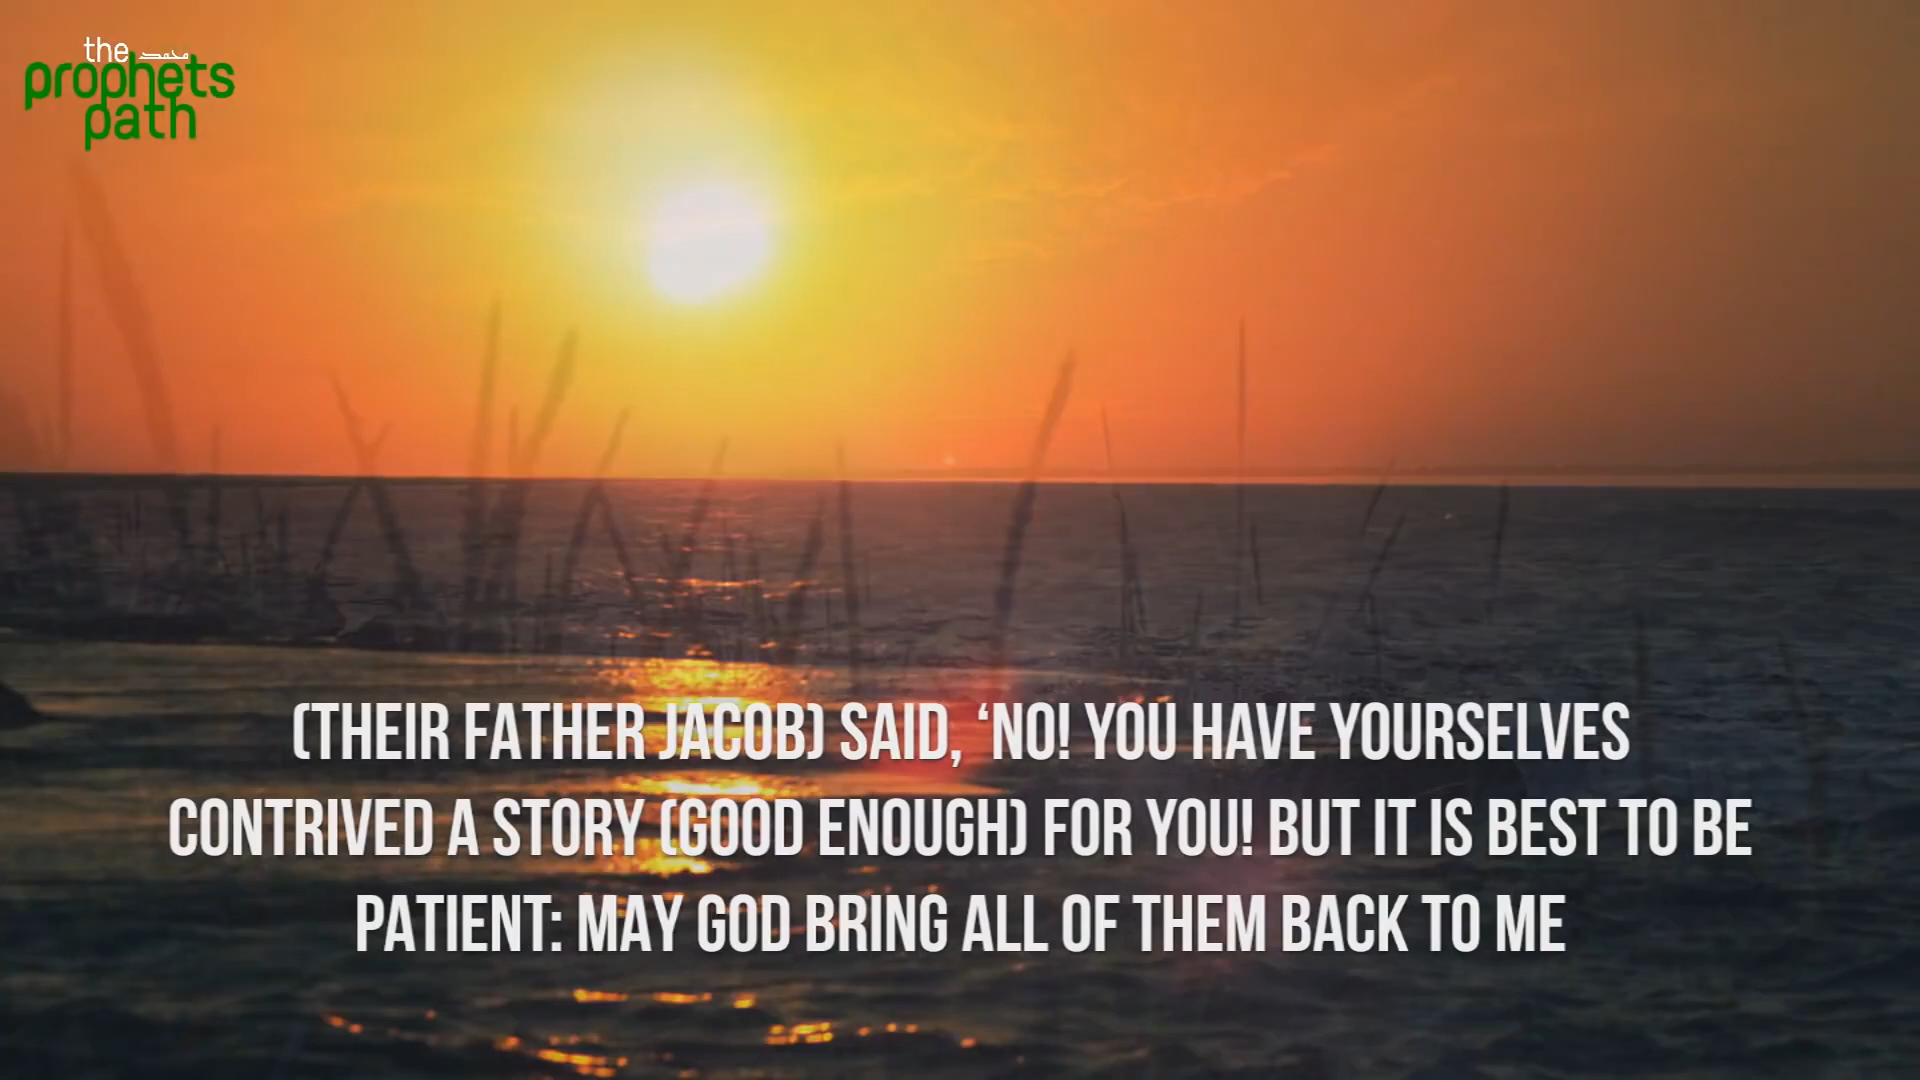 the محمد
prophets
path
(THEIR FATHER JACOB) SAID, ‘NO! YOU HAVE YOURSELVES
CONTRIVED A STORY (GOOD ENOUGH) FOR YOU! BUT IT IS BEST TO BE
PATIENT: MAY GOD BRING ALL OF THEM BACK TO ME